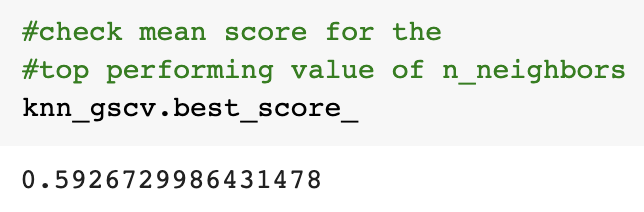 #check mean score for the
#top performing value of n_neighbors
knn_gscv.best_score_
0.5926729986431478